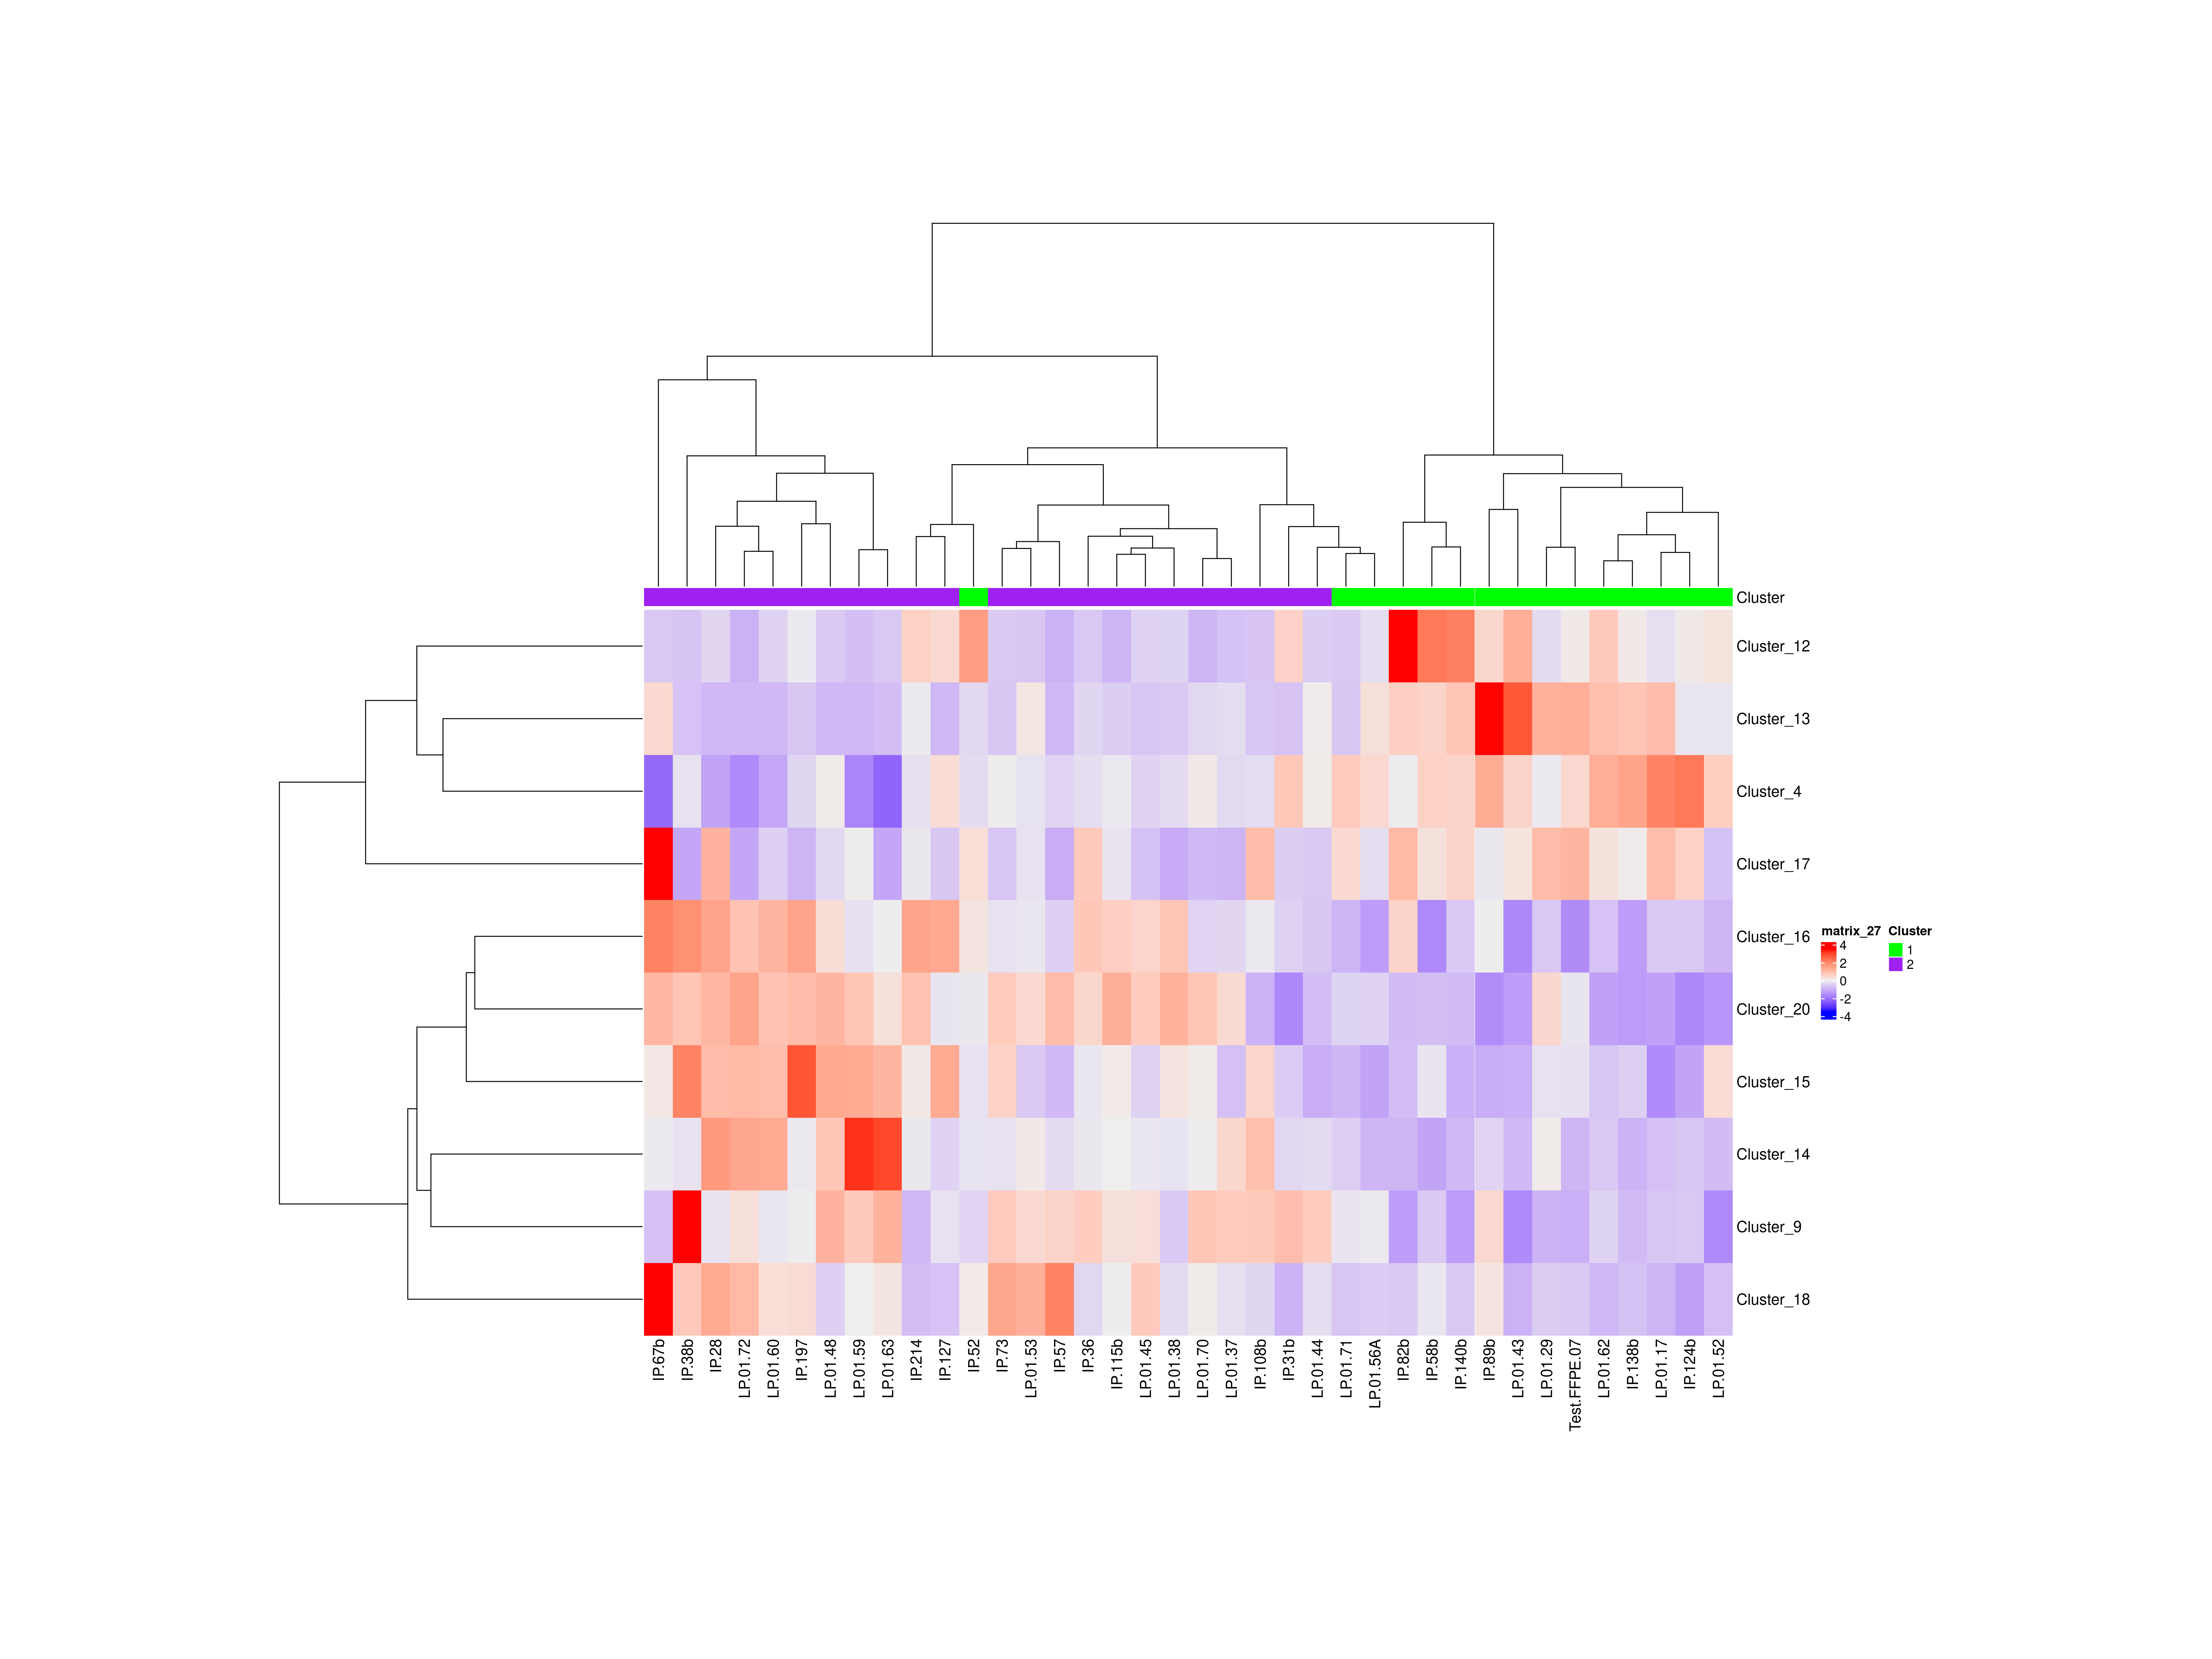 Cluster
Cluster_12
Cluster_13
Cluster_4
Cluster_17
Cluster_16
Cluster_20
Cluster_15
Cluster_14
Cluster_9
Cluster_18
matrix_27
4
2
0
-2
-4
Cluster
1
2
IP.67b
IP.38b
IP.28
LP.01.72
LP.01.60
IP.197
LP.01.48
LP.01.59
LP.01.63
IP.214
IP.127
IP.52
IP.73
LP.01.53
IP.57
IP.36
IP.115b
LP.01.45
LP.01.38
LP.01.70
LP.01.37
IP.108b
IP.31b
LP.01.44
LP.01.71
LP.01.56A
IP.82b
IP.58b
IP.140b
IP.89b
LP.01.43
LP.01.29
Test.FFPE.07
LP.01.62
IP.138b
LP.01.17
IP.124b
LP.01.52